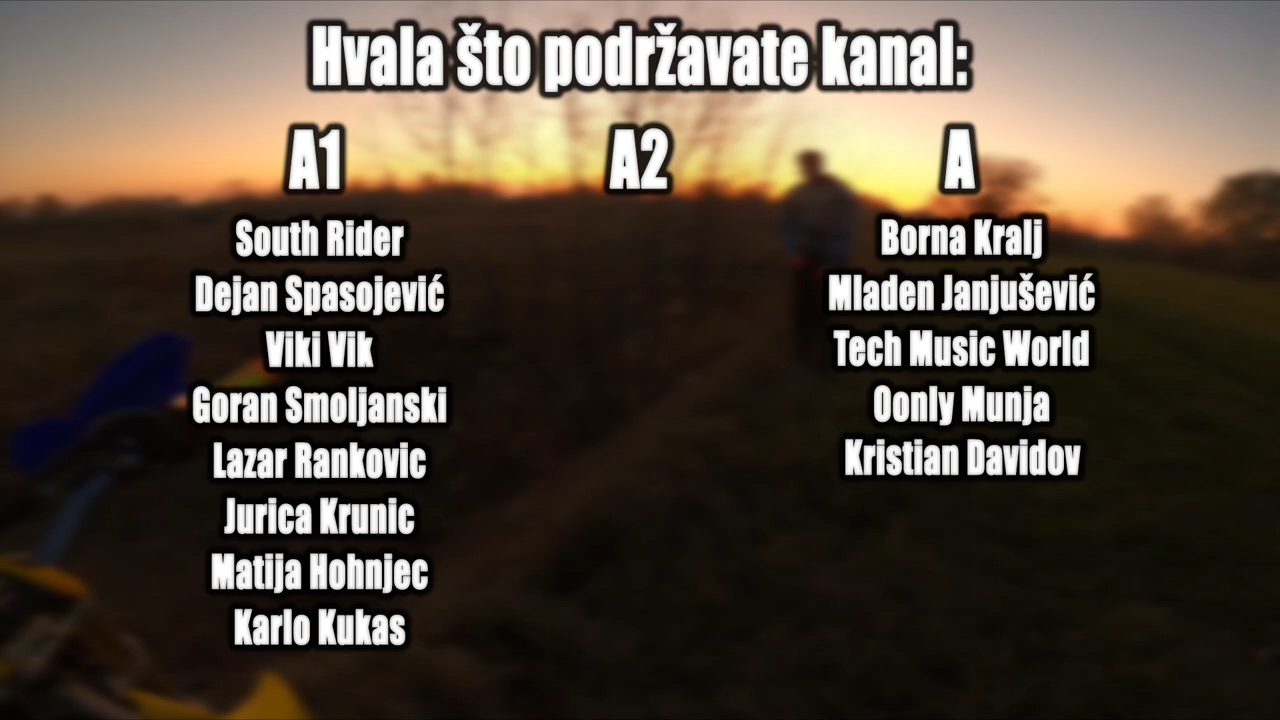 Hvala što podržavate kanal:
A1
A2
A
South Rider
Dejan Spasojević
Viki Vik
Goran Smoljanski
Lazar Rankovic
Jurica Krunic
Matija Hohnjec
Karlo Kukas
Borna Kralj
Mladen Janjušević
Tech Music World
Oonly Munja
Kristian Davidov